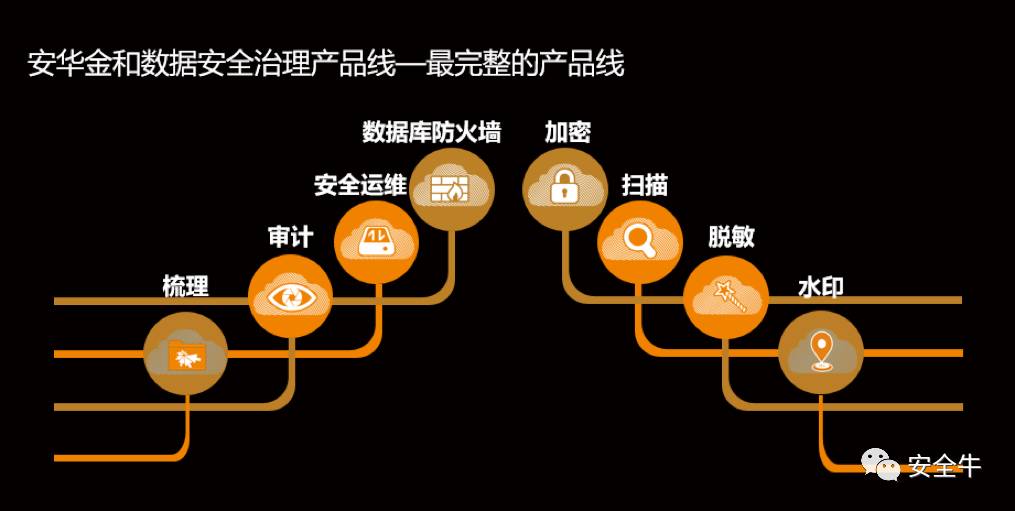 安华金和数据安全治理产品线—最完整的产品线
数据库防火墙
加密
安全运维
扫描
审计
脱敏
梳理
水印
安全牛